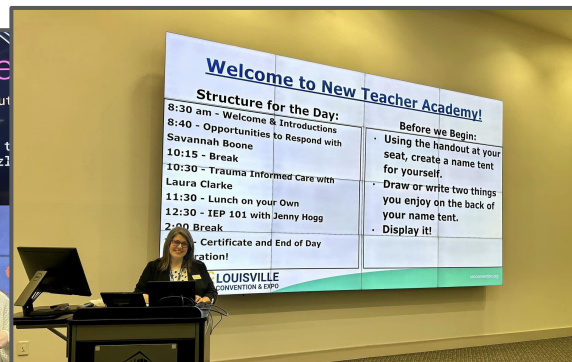 Welcome to New Teacher Academy!
Structure for the Day:
8:30 am - Welcome & Introductions
8:40 - Opportunities to Respond with
Savannah Boone
10:15 - Break
10:30 - Trauma Informed Care with
Laura Clarke
11:30 - Lunch on your Own
12:30 - IEP 101 with Jenny Hogg
2:00 Break
- Certificate and End of Day
Before we Begin:
· Using the handout at your
seat, create a name tent
for yourself.
· Draw or write two things
you enjoy on the back of
your name tent.
· Display it!
LOUISVILLE
CONVENTION & EXPO